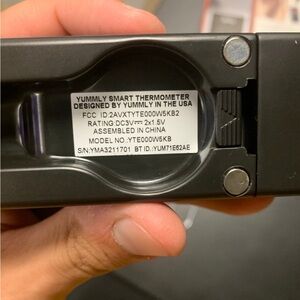 YUMMLY SMART THERMOMETER
DESIGNED BY YUMMLY IN THE USA
FCC ID:2AVXTYTE000W5KB2
RATING:DC3V⎓ 2x1.5V
ASSEMBLED IN CHINA
MODEL NO.:YTE000W5KB
S/N:YMA3211701 BT ID.:YUM71E62AE